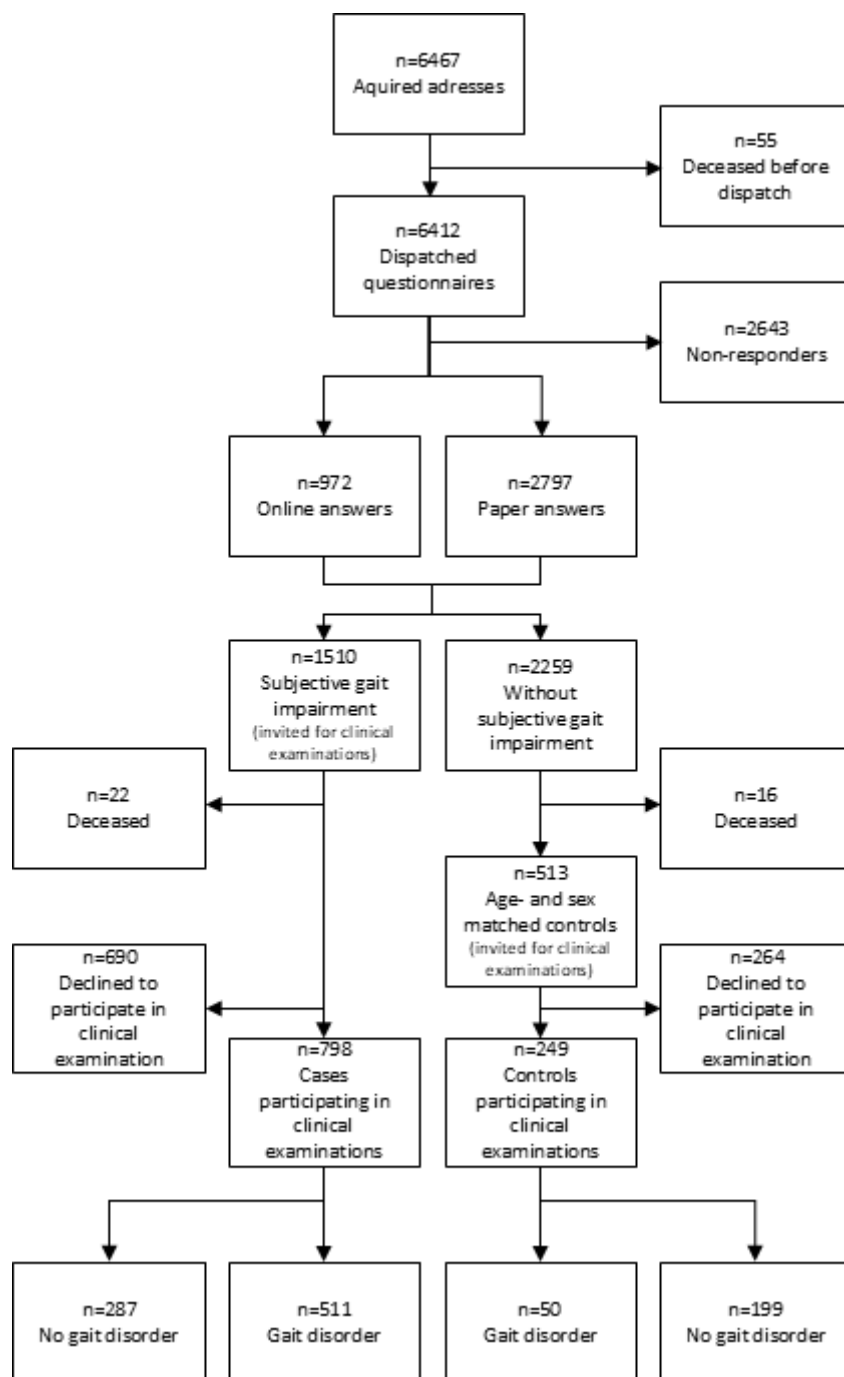 n=6467
Aquired adresses
n=55
Deceased before
dispatch
n=6412
Dispatched
questionnaires
n=2643
Non-responders
n=972
Online answers
n=2797
Paper answers
n=1510
Subjective gait
impairment
(invited for clinical
examinations)
n=2259
Without
subjective gait
impairment
n=22
Deceased
n=16
Deceased
n=513
Age- and sex
matched controls
(invited for clinical
examinations)
n=690
Declined to
participate in
clinical
examination
n=264
Declined to
participate in
clinical
examination
n=798
Cases
participating in
clinical
examinations
n=249
Controls
participating in
clinical
examinations
n=287
No gait disorder
n=511
Gait disorder
n=50
Gait disorder
n=199
No gait disorder